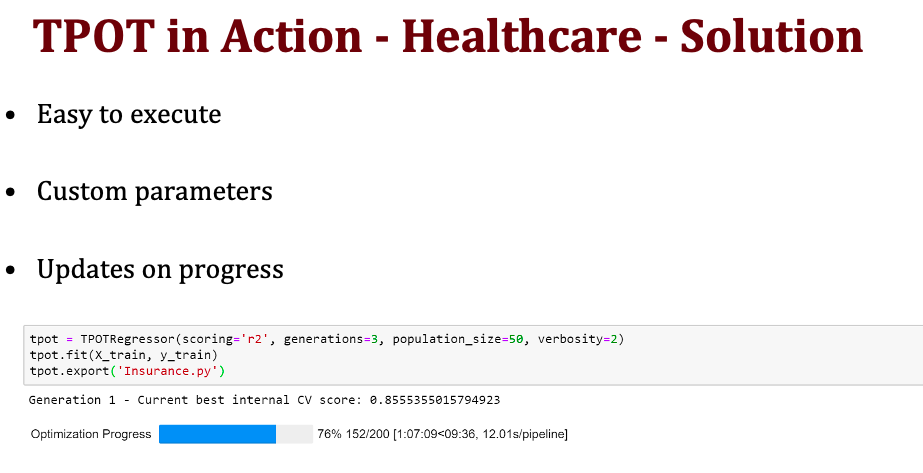 TPOT in Action - Healthcare - Solution
• Easy to execute
• Custom parameters
• Updates on progress
tpot = TPOTRegressor(scoring='r2', generations=3, population_size=50, verbosity=2)
tpot.fit(X_train, y_train)
tpot.export('Insurance.py')
Generation 1 - Current best internal CV score: 0.8555355015794923
Optimization Progress 76% 152/200 [1:07:09<09:36, 12.01s/pipeline]